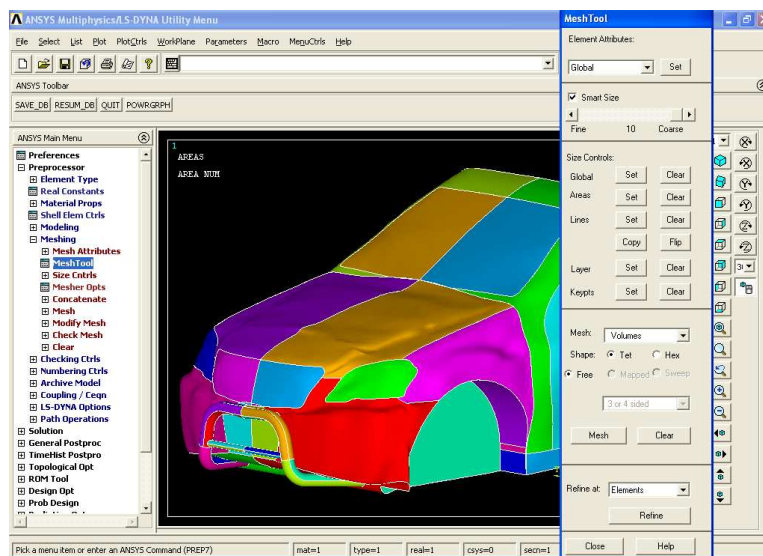 ANSYS Multiphysics/LS-DYNA Utility Menu
File Select List Plot PlotCtrls WorkPlane Parameters Macro MenuCtrls Help
ANSYS Toolbar
SAVE_DB RESUM_DB QUIT POWRGRPH
ANSYS Main Menu
Preferences
Preprocessor
Element Type
Real Constants
Material Props
Shell Elem Ctrls
Modeling
Meshing
Mesh Attributes
MeshTool
Size Cntrls
Mesher Opts
Concatenate
Mesh
Modify Mesh
Check Mesh
Clear
Checking Ctrls
Numbering Ctrls
Archive Model
Coupling / Ceqn
LS-DYNA Options
Path Operations
Solution
General Postproc
TimeHist Postpro
Topological Opt
ROM Tool
Design Opt
Prob Design
1
AREAS
AREA NUM
MeshTool
Element Attributes:
Global Set
Smart Size
Fine 10 Coarse
Size Controls:
Global Set Clear
Areas Set Clear
Lines Set Clear
Copy Flip
Layer Set Clear
Keypts Set Clear
Mesh: Volumes
Shape: Tet Hex
Free Mapped Sweep
3 or 4 sided
Mesh Clear
Refine at: Elements
Refine
Close Help
Pick a menu item or enter an ANSYS Command (PREP7) mat=1 type=1 real=1 csys=0 secn=1